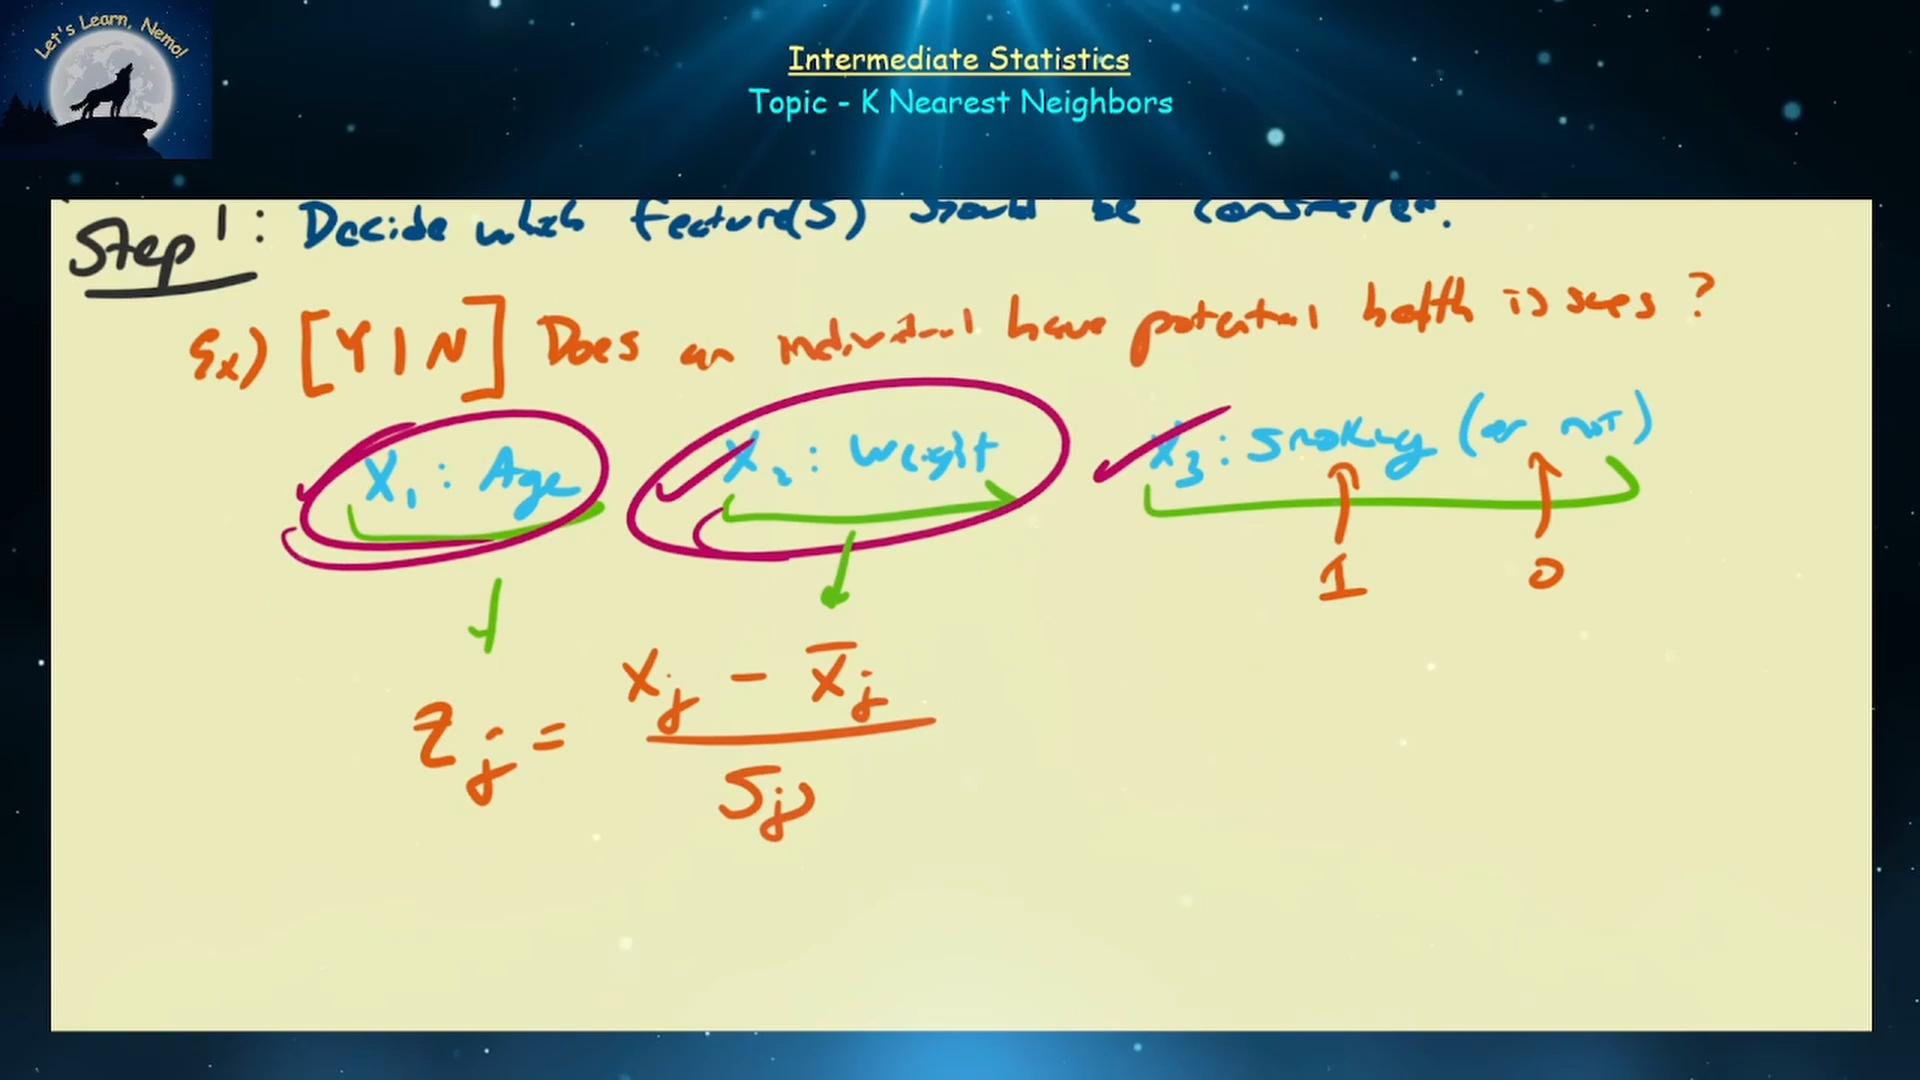 Let's Learn, Nemo!
Intermediate Statistics
Topic - K Nearest Neighbors
Step 1: Decide which feature(s) should be considered.
Ex) [Y | N] Does an individual have potential health issues?
X₁: Age X₂: Weight X₃: Smoking (or not)
1 0
Zⱼ = (Xⱼ - X̄ⱼ) / Sⱼ